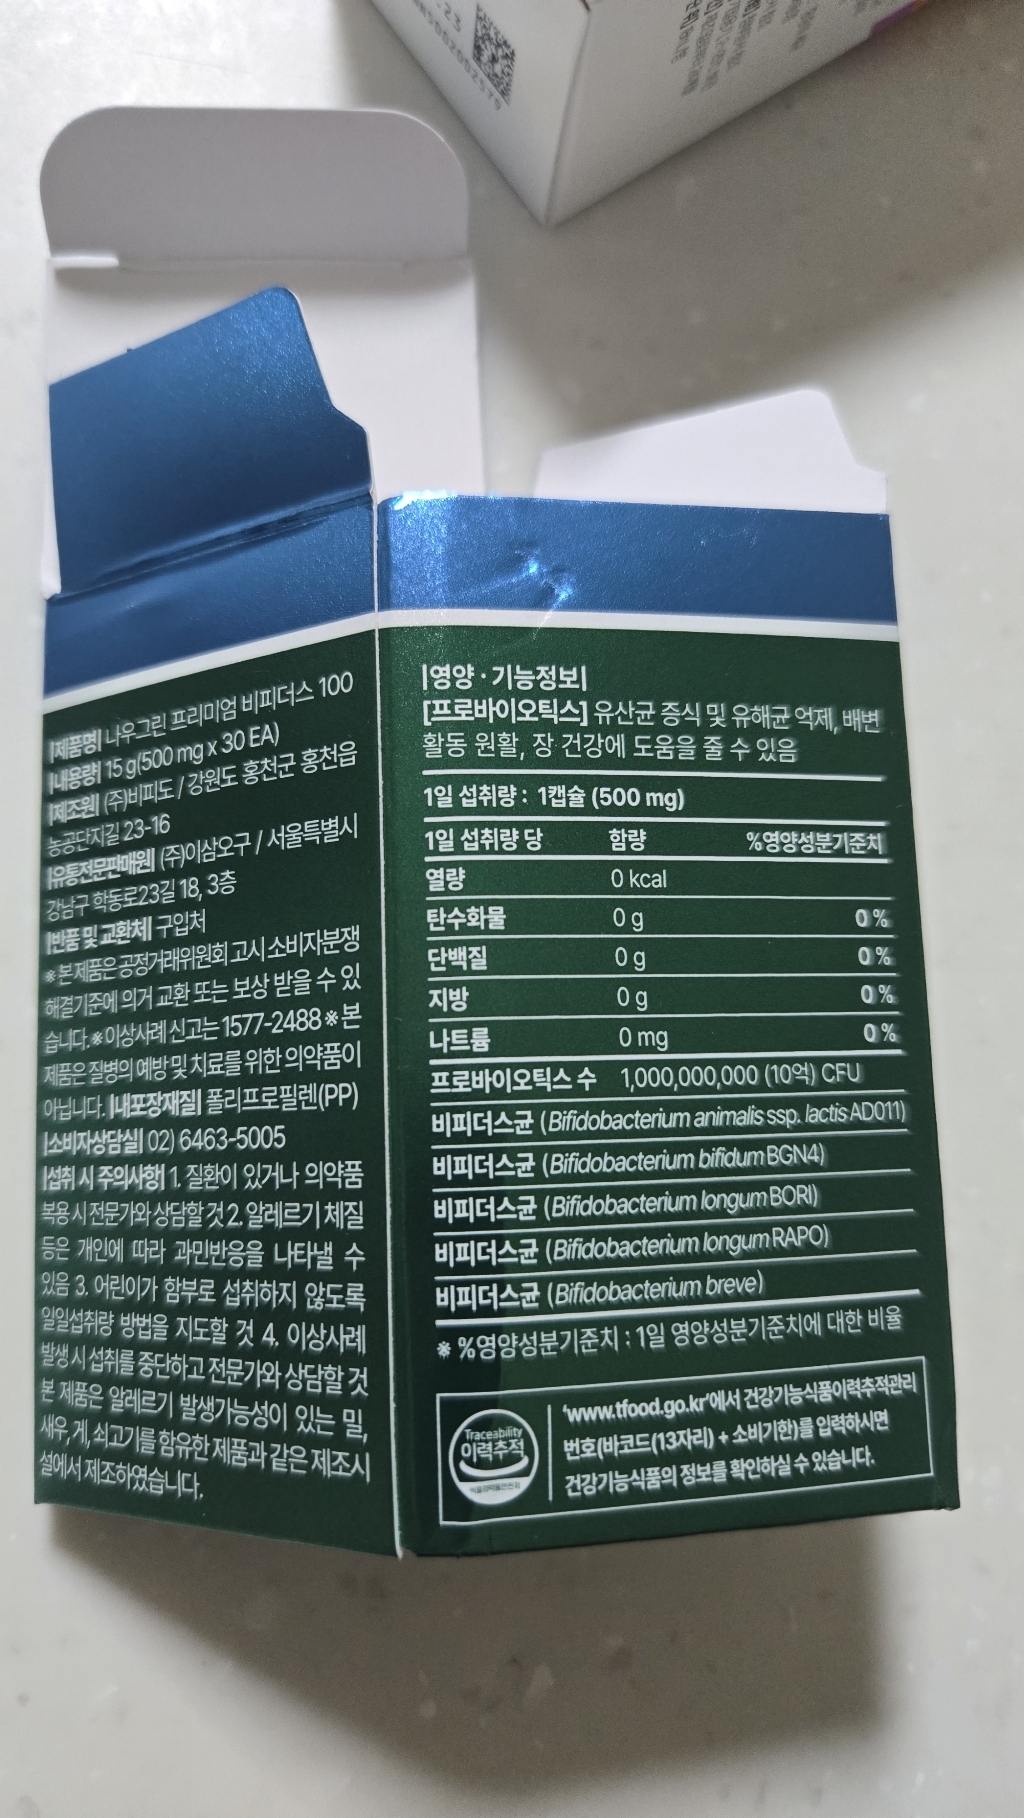 .23
|제품명| 나우그린 프리미엄 비피더스 100
|내용량| 15 g(500 mg x 30 EA)
|제조원| (주)비피도 / 강원도 홍천군 홍천읍
농공단지길 23-16
|유통전문판매원| (주)이삼오구 / 서울특별시
강남구 학동로23길 18, 3층
|반품 및 교환처| 구입처
※본 제품은 공정거래위원회 고시 소비자분쟁
해결기준에 의거 교환 또는 보상 받을 수 있
습니다.※이상사례 신고는 1577-2488 ※본
제품은 질병의 예방 및 치료를 위한 의약품이
아닙니다. |내포장재질| 폴리프로필렌(PP)
|소비자상담실| 02) 6463-5005
|섭취 시 주의사항| 1. 질환이 있거나 의약품
복용 시 전문가와 상담할 것 2. 알레르기 체질
등은 개인에 따라 과민반응을 나타낼 수
있음 3. 어린이가 함부로 섭취하지 않도록
일일섭취량 방법을 지도할 것 4. 이상사례
발생 시 섭취를 중단하고 전문가와 상담할 것
본 제품은 알레르기 발생가능성이 있는 밀,
새우, 게, 쇠고기를 함유한 제품과 같은 제조시
설에서 제조하였습니다.
|영양·기능정보|
[프로바이오틱스] 유산균 증식 및 유해균 억제, 배변
활동 원활, 장 건강에 도움을 줄 수 있음
1일 섭취량 : 1캡슐 (500 mg)
1일 섭취량 당 함량 %영양성분기준치
열량 0 kcal
탄수화물 0 g 0 %
단백질 0 g 0 %
지방 0 g 0 %
나트륨 0 mg 0 %
프로바이오틱스 수 1,000,000,000 (10억) CFU
비피더스균 (Bifidobacterium animalis ssp. lactis AD011)
비피더스균 (Bifidobacterium bifidum BGN4)
비피더스균 (Bifidobacterium longum BORI)
비피더스균 (Bifidobacterium longum RAPO)
비피더스균 (Bifidobacterium breve)
※ %영양성분기준치 : 1일 영양성분기준치에 대한 비율
Traceability
이력추적
'www.tfood.go.kr'에서 건강기능식품이력추적관리
번호(바코드(13자리) + 소비기한)를 입력하시면
건강기능식품의 정보를 확인하실 수 있습니다.